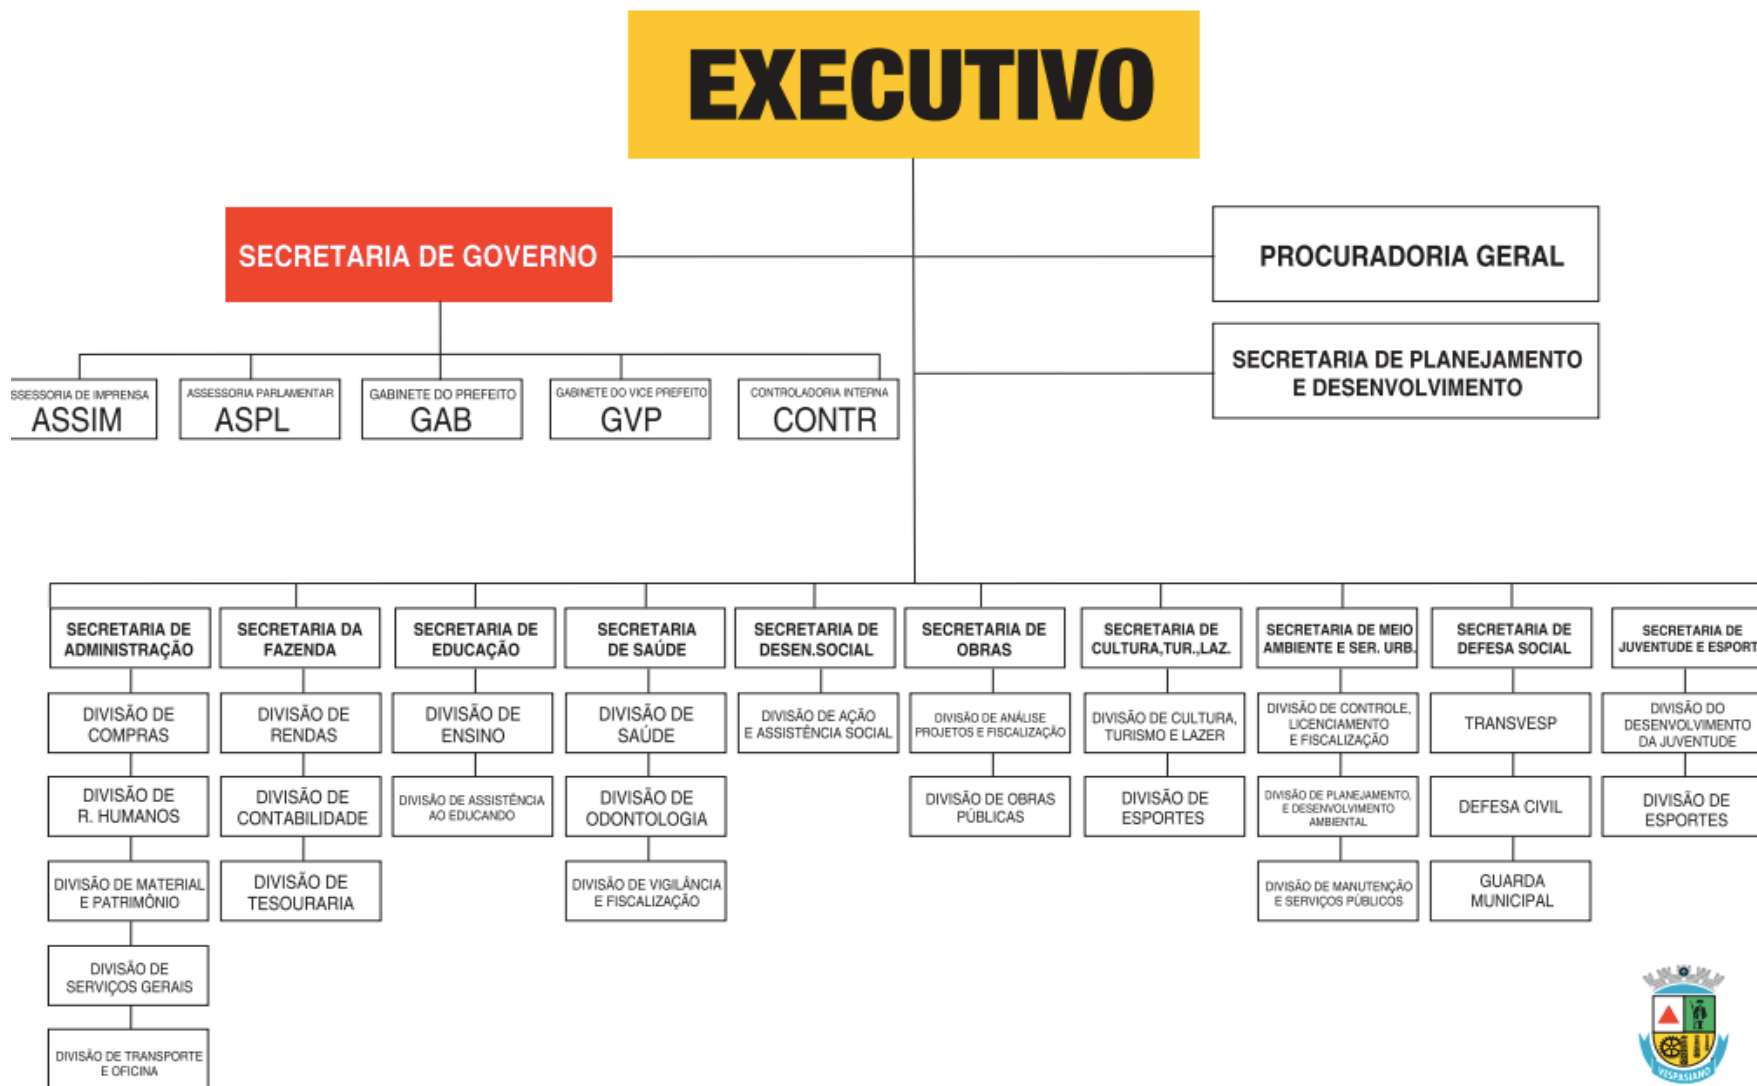 EXECUTIVO
SECRETARIA DE GOVERNO
PROCURADORIA GERAL
SECRETARIA DE PLANEJAMENTO
E DESENVOLVIMENTO
SSESSORIA DE IMPRENSA
ASSIM
ASSESSORIA PARLAMENTAR
ASPL
GABINETE DO PREFEITO
GAB
GABINETE DO VICE PREFEITO
GVP
CONTROLADORIA INTERNA
CONTR
SECRETARIA DE
ADMINISTRAÇÃO
SECRETARIA DA
FAZENDA
SECRETARIA DE
EDUCAÇÃO
SECRETARIA
DE SAÚDE
SECRETARIA DE
DESEN.SOCIAL
SECRETARIA DE
OBRAS
SECRETARIA DE
CULTURA,TUR.,LAZ.
SECRETARIA DE MEIO
AMBIENTE E SER. URB.
SECRETARIA DE
DEFESA SOCIAL
SECRETARIA DE
JUVENTUDE E ESPORT
DIVISÃO DE
COMPRAS
DIVISÃO DE
RENDAS
DIVISÃO DE
ENSINO
DIVISÃO DE
SAÚDE
DIVISÃO DE AÇÃO
E ASSISTÊNCIA SOCIAL
DIVISÃO DE ANÁLISE
PROJETOS E FISCALIZAÇÃO
DIVISÃO DE CULTURA,
TURISMO E LAZER
DIVISÃO DE CONTROLE,
LICENCIAMENTO
E FISCALIZAÇÃO
TRANSVESP
DIVISÃO DO
DESENVOLVIMENTO
DA JUVENTUDE
DIVISÃO DE
R. HUMANOS
DIVISÃO DE
CONTABILIDADE
DIVISÃO DE ASSISTÊNCIA
AO EDUCANDO
DIVISÃO DE
ODONTOLOGIA
DIVISÃO DE OBRAS
PÚBLICAS
DIVISÃO DE
ESPORTES
DIVISÃO DE PLANEJAMENTO,
E DESENVOLVIMENTO
AMBIENTAL
DEFESA CIVIL
DIVISÃO DE
ESPORTES
DIVISÃO DE MATERIAL
E PATRIMÔNIO
DIVISÃO DE
TESOURARIA
DIVISÃO DE VIGILÂNCIA
E FISCALIZAÇÃO
DIVISÃO DE MANUTENÇÃO
E SERVIÇOS PÚBLICOS
GUARDA
MUNICIPAL
DIVISÃO DE
SERVIÇOS GERAIS
DIVISÃO DE TRANSPORTE
E OFICINA
VESPASIANO